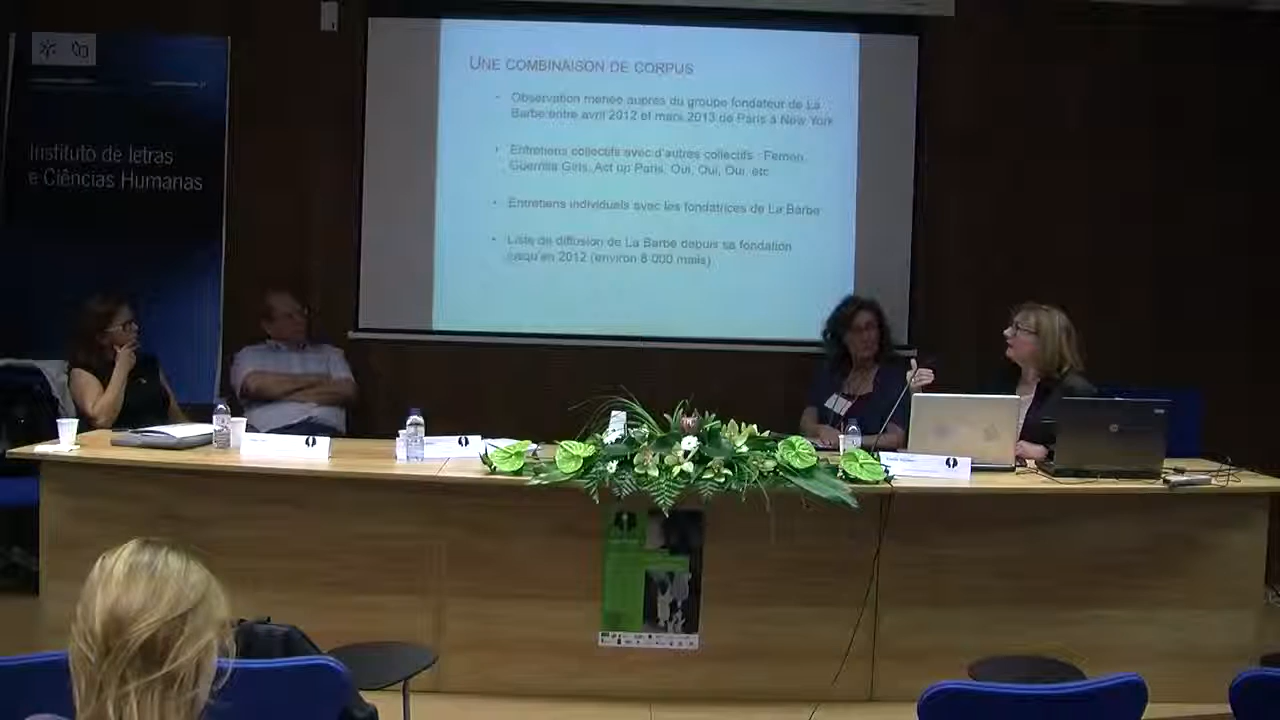 Instituto de letras
e Ciências Humanas
UNE COMBINAISON DE CORPUS
Observation menée auprès du groupe fondateur de La
Barbe entre avril 2012 et mars 2013 de Paris à New York
Entretiens collectifs avec d'autres collectifs : Femen,
Guerrilla Girls, Act up Paris, Oui, Oui, Oui, etc
Entretiens individuels avec les fondatrices de La Barbe
Liste de diffusion de La Barbe depuis sa fondation
jusqu'en 2012 (environ 8 000 mails)